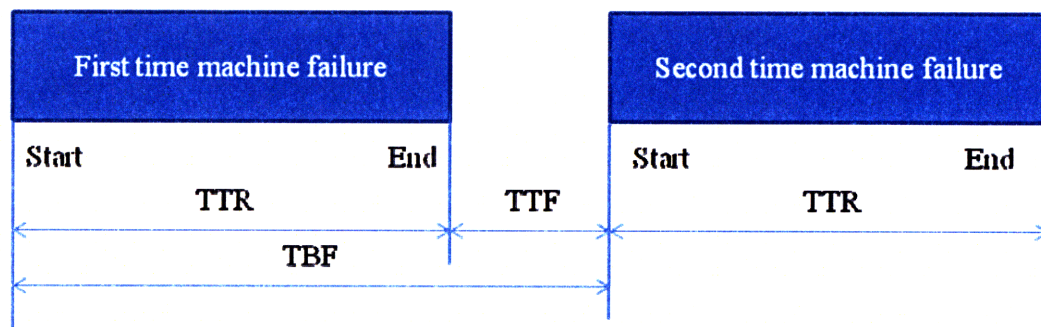 First time machine failure
Second time machine failure
Start
End
Start
End
TTR
TTF
TTR
TBF